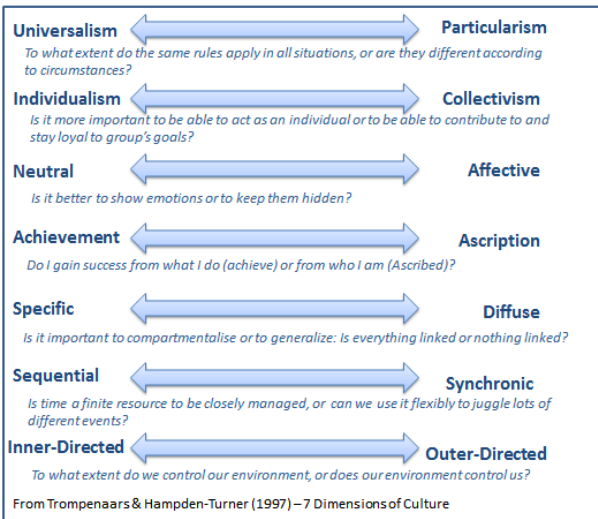 Universalism Particularism
To what extent do the same rules apply in all situations, or are they different according
to circumstances?
Individualism Collectivism
Is it more important to be able to act as an individual or to be able to contribute to and
stay loyal to group's goals?
Neutral Affective
Is it better to show emotions or to keep them hidden?
Achievement Ascription
Do I gain success from what I do (achieve) or from who I am (Ascribed)?
Specific Diffuse
Is it important to compartmentalise or to generalize: Is everything linked or nothing linked?
Sequential Synchronic
Is time a finite resource to be closely managed, or can we use it flexibly to juggle lots of
different events?
Inner-Directed Outer-Directed
To what extent do we control our environment, or does our environment control us?
From Trompenaars & Hampden-Turner (1997) – 7 Dimensions of Culture